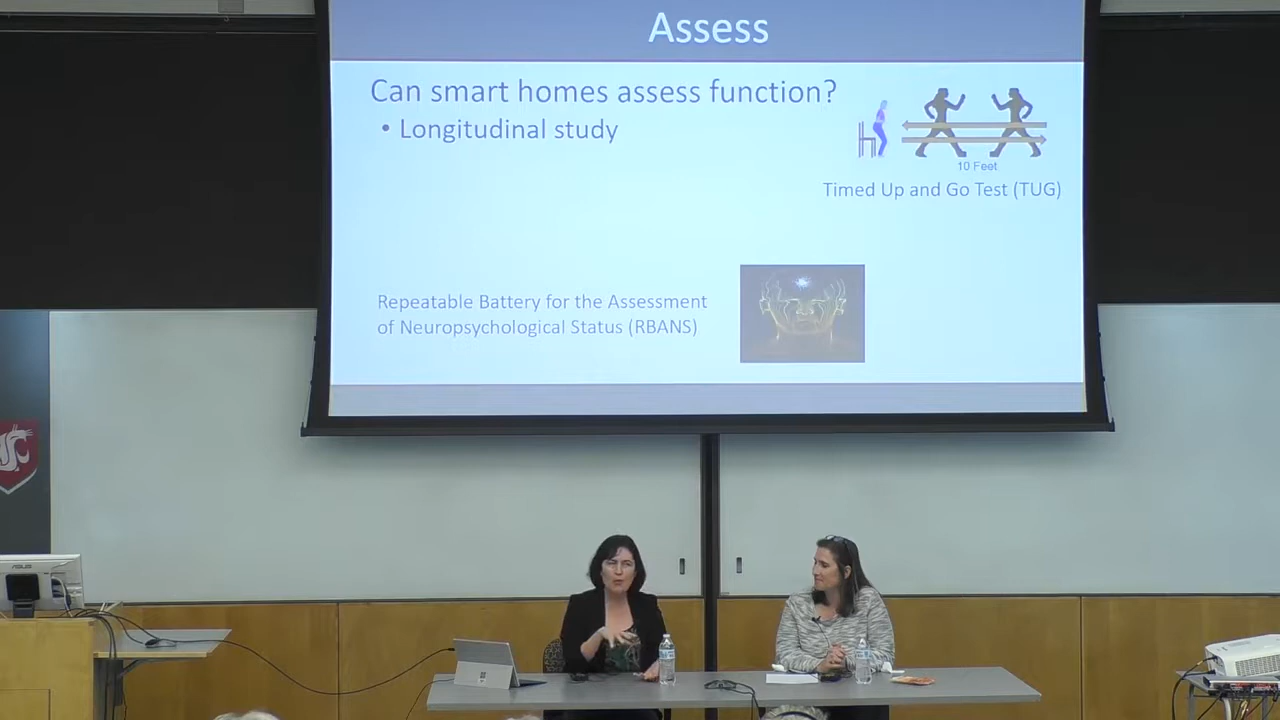 Assess
Can smart homes assess function?
• Longitudinal study
10 Feet
Timed Up and Go Test (TUG)
Repeatable Battery for the Assessment
of Neuropsychological Status (RBANS)
ASUS